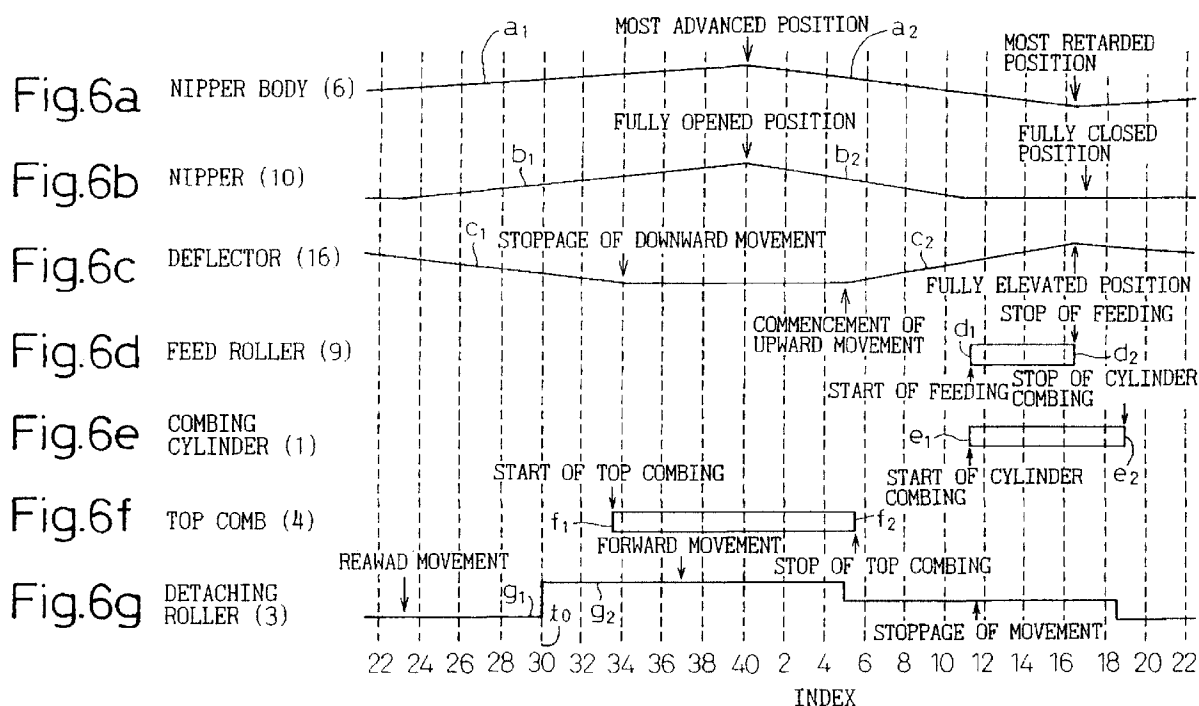 Fig.6a NIPPER BODY (6)
a1
MOST ADVANCED POSITION
a2
MOST RETARDED
POSITION
Fig.6b NIPPER (10)
b1
FULLY OPENED POSITION
b2
FULLY CLOSED
POSITION
Fig.6c DEFLECTOR (16)
c1
STOPPAGE OF DOWNWARD MOVEMENT
c2
FULLY ELEVATED POSITION
COMMENCEMENT OF
UPWARD MOVEMENT
Fig.6d FEED ROLLER (9)
STOP OF FEEDING
d1
d2
START OF FEEDING
Fig.6e COMBING
CYLINDER (1)
STOP OF CYLINDER
COMBING
e1
e2
START OF CYLINDER
COMBING
Fig.6f TOP COMB (4)
START OF TOP COMBING
f1
f2
STOP OF TOP COMBING
Fig.6g DETACHING
ROLLER (3)
REAWAD MOVEMENT
FORWARD MOVEMENT
g1
t0
g2
STOPPAGE OF MOVEMENT
22 24 26 28 30 32 34 36 38 40 2 4 6 8 10 12 14 16 18 20 22
INDEX